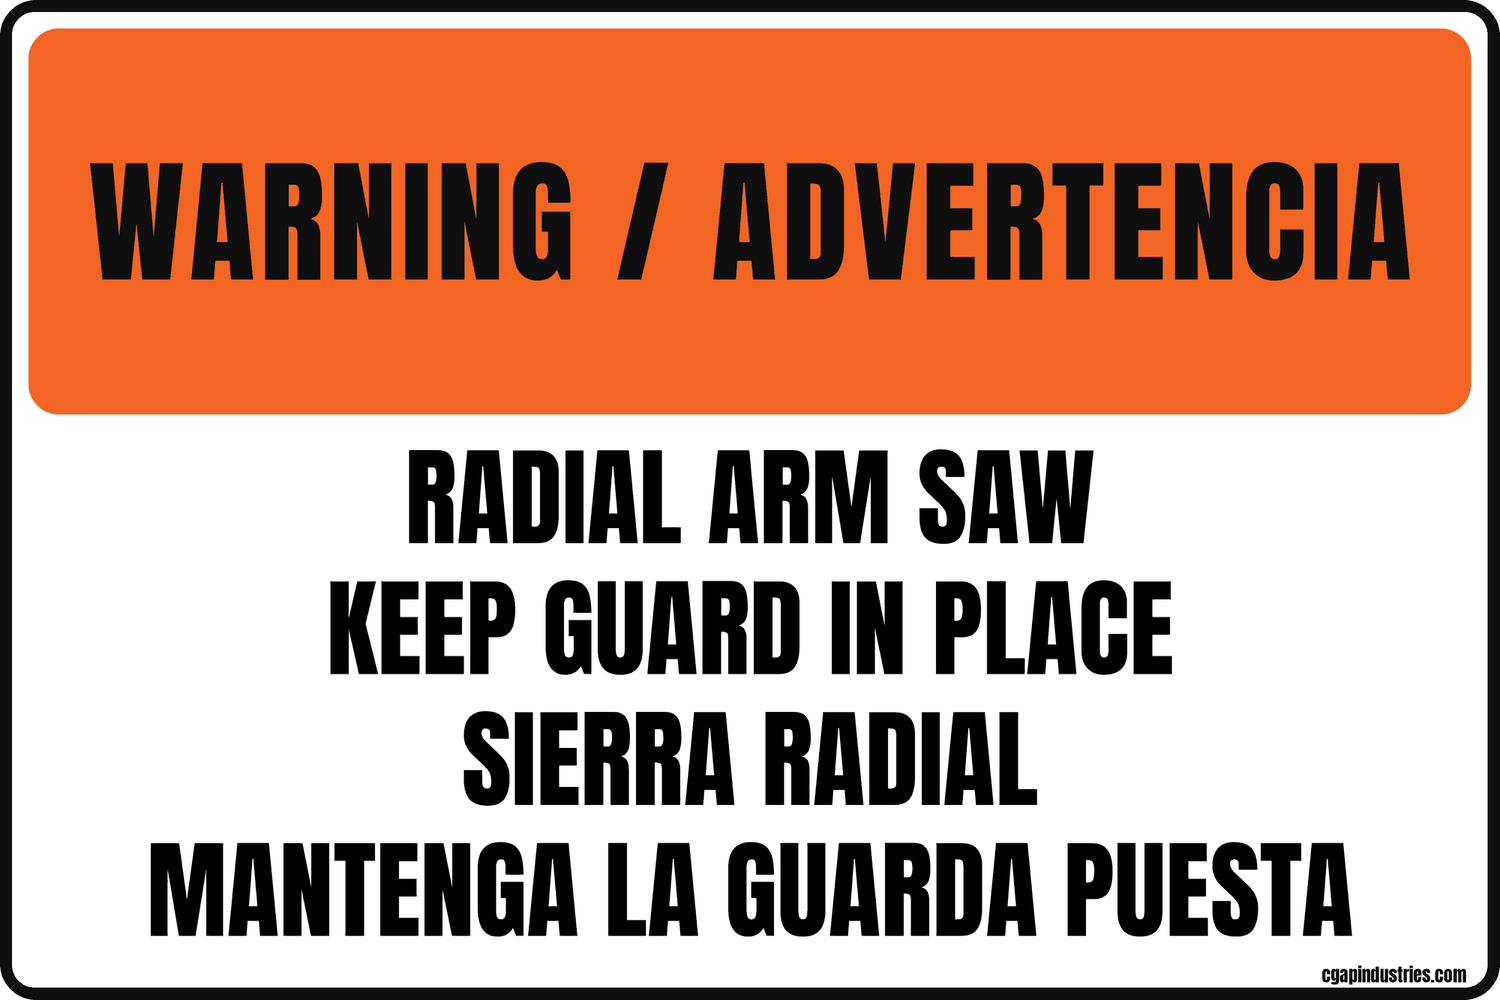 WARNING / ADVERTENCIA
RADIAL ARM SAW
KEEP GUARD IN PLACE
SIERRA RADIAL
MANTENGA LA GUARDA PUESTA
cgapindustries.com